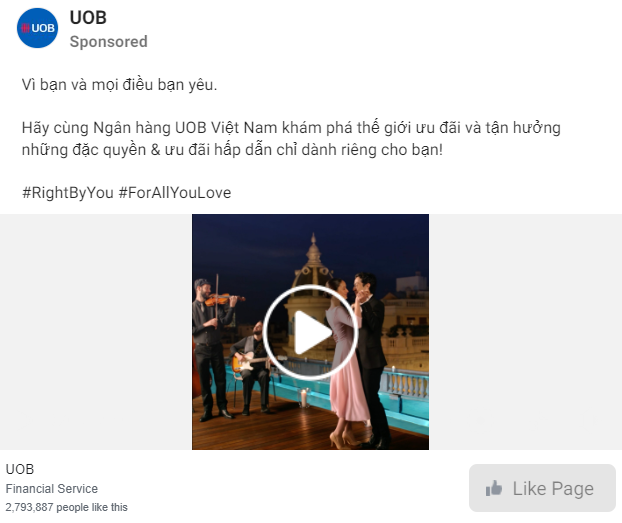 UOB
UOB
Sponsored
Vì bạn và mọi điều bạn yêu.
Hãy cùng Ngân hàng UOB Việt Nam khám phá thế giới ưu đãi và tận hưởng
những đặc quyền & ưu đãi hấp dẫn chỉ dành riêng cho bạn!
#RightByYou #ForAllYouLove
UOB
Financial Service
2,793,887 people like this
Like Page